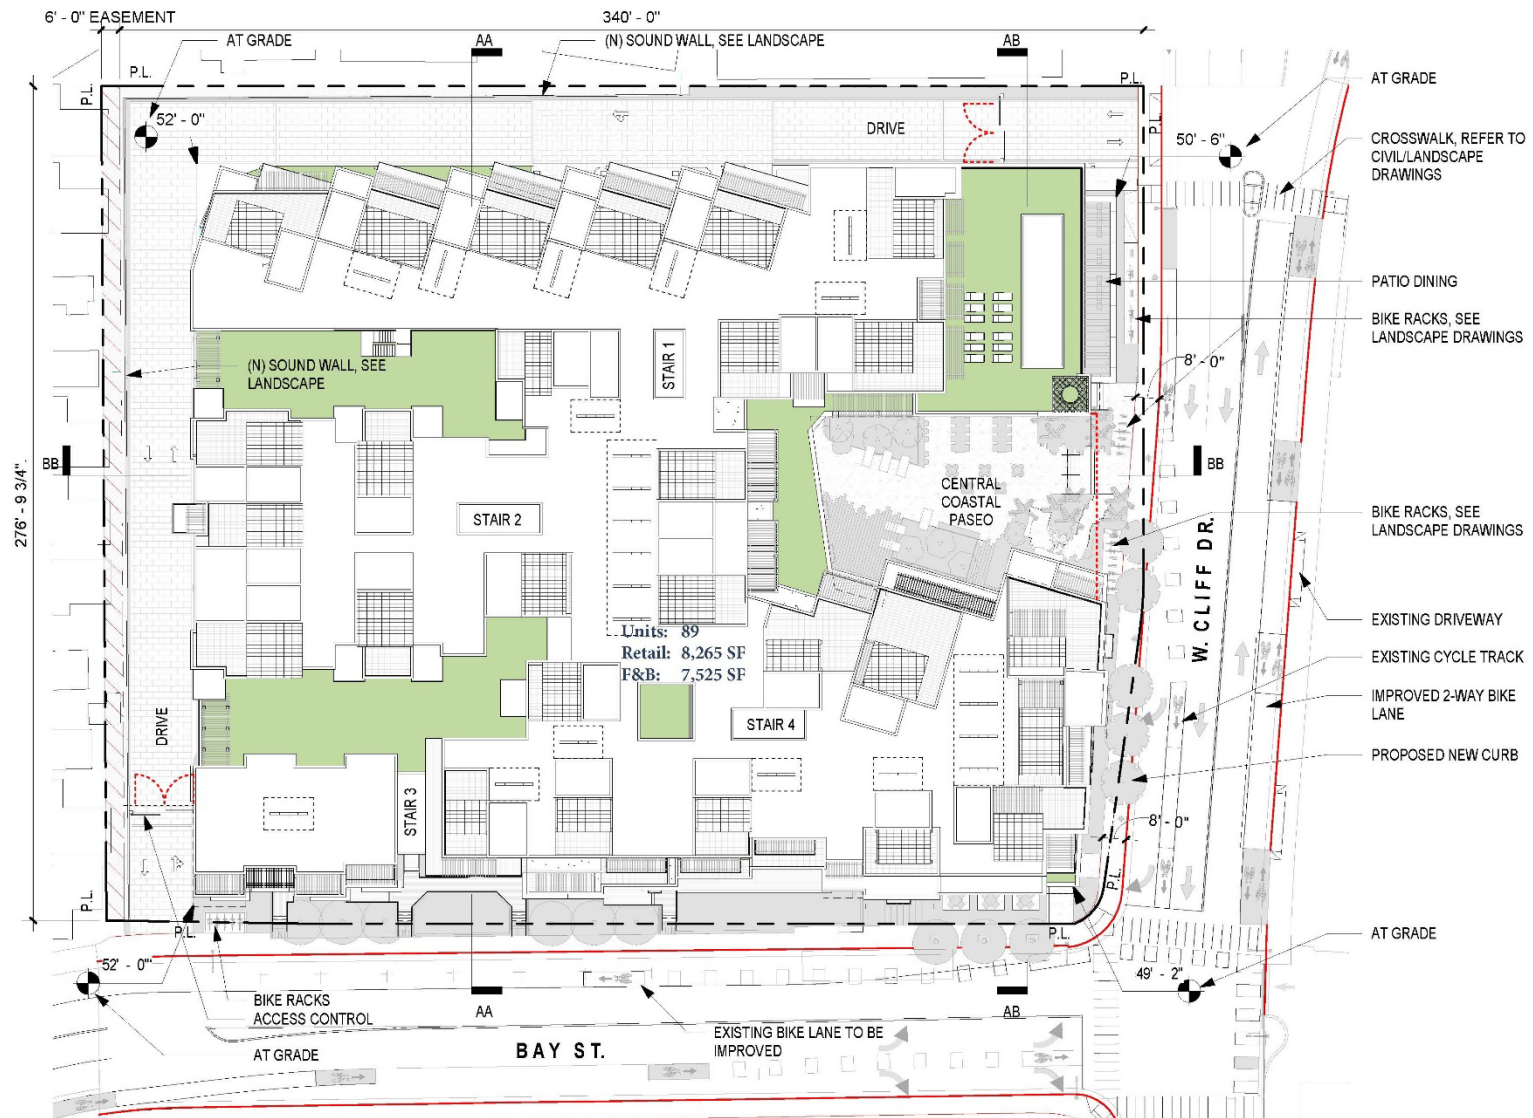 6' - 0" EASEMENT
340' - 0"
AT GRADE
AA
(N) SOUND WALL, SEE LANDSCAPE
AB
P.L.
P.L.
P.L.
P.L.
AT GRADE
52' - 0"
DRIVE
50' - 6"
CROSSWALK, REFER TO
CIVIL/LANDSCAPE
DRAWINGS
PATIO DINING
BIKE RACKS, SEE
LANDSCAPE DRAWINGS
8' - 0"
(N) SOUND WALL, SEE
LANDSCAPE
STAIR 1
276' - 9 3/4"
BB
BB
CENTRAL
COASTAL
PASEO
STAIR 2
BIKE RACKS, SEE
LANDSCAPE DRAWINGS
W. CLIFF DR.
EXISTING DRIVEWAY
Units: 89
Retail: 8,265 SF
F&B: 7,525 SF
EXISTING CYCLE TRACK
IMPROVED 2-WAY BIKE
LANE
DRIVE
STAIR 4
PROPOSED NEW CURB
STAIR 3
8' - 0"
P.L.
P.L.
P.L.
P.L.
AT GRADE
52' - 0"
49' - 2"
BIKE RACKS
ACCESS CONTROL
AA
AB
EXISTING BIKE LANE TO BE
IMPROVED
AT GRADE
BAY ST.